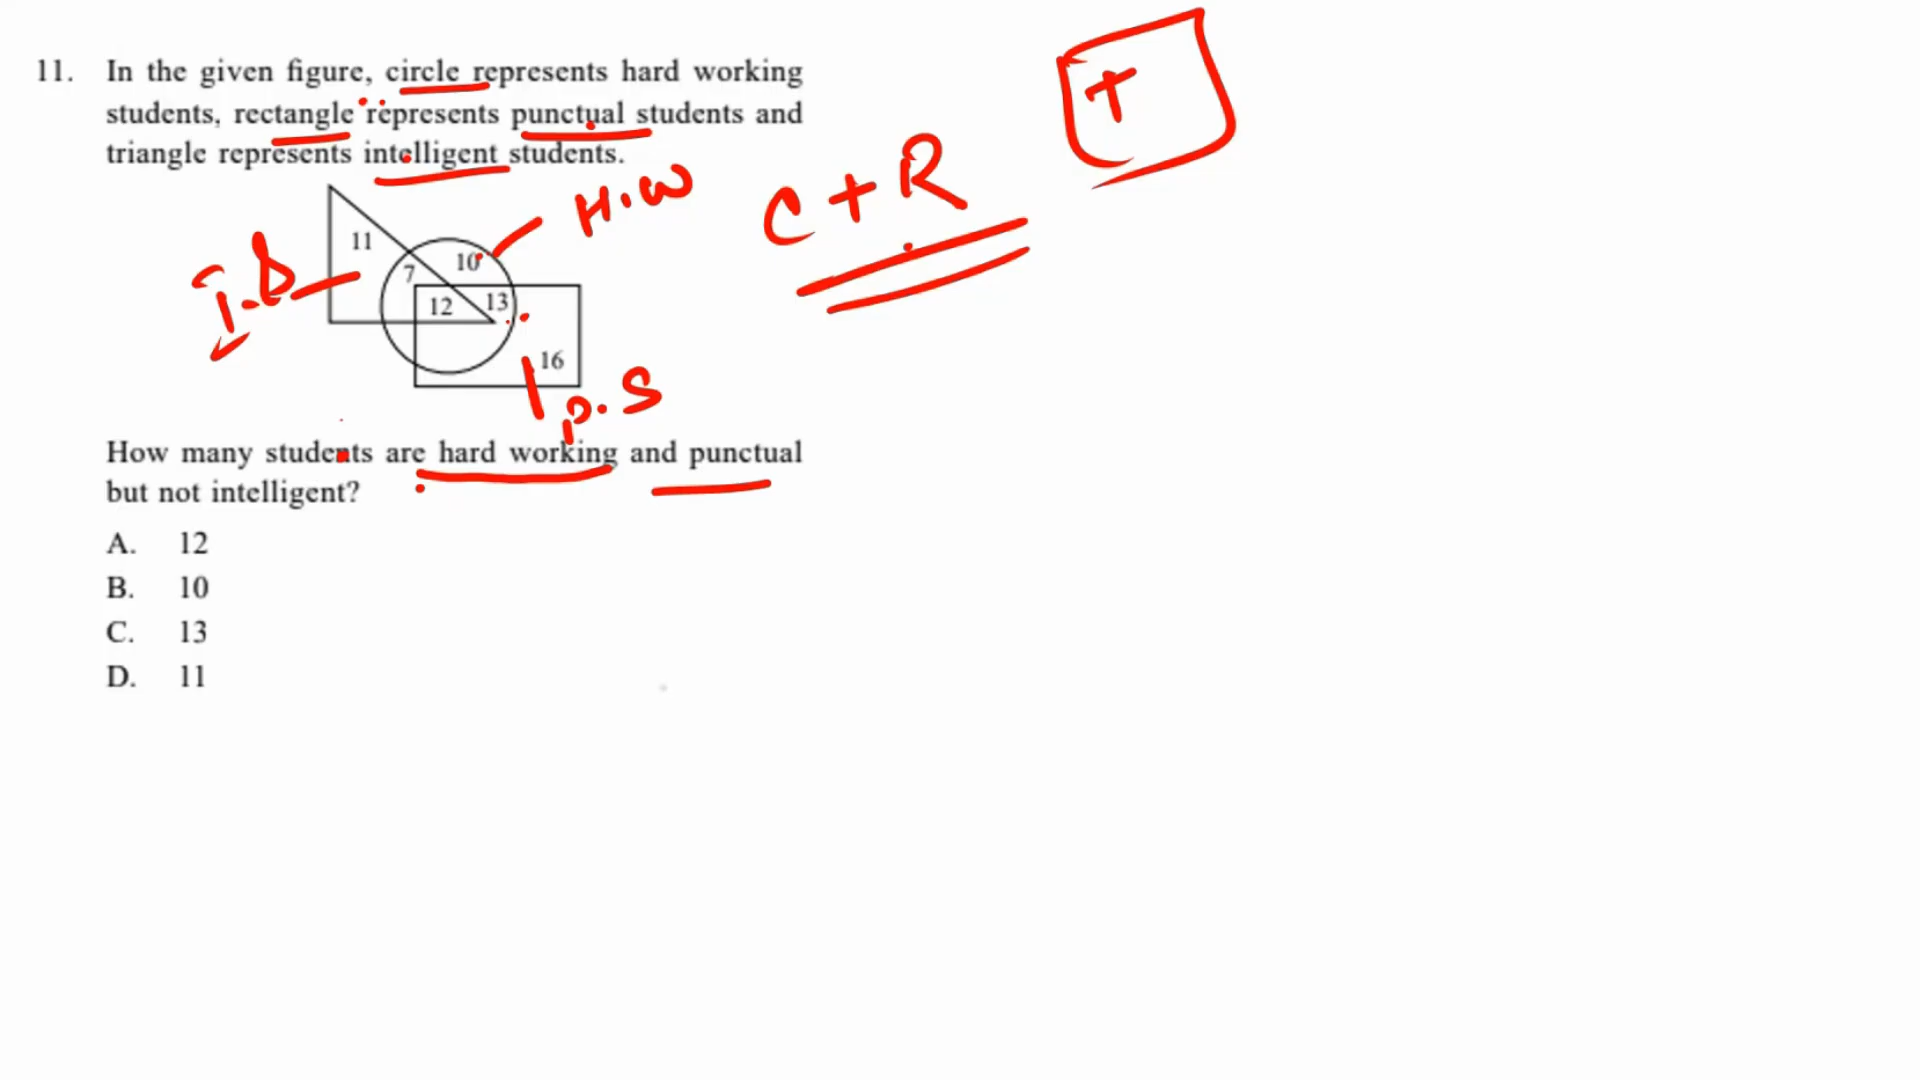 11. In the given figure, circle represents hard working
students, rectangle represents punctual students and
triangle represents intelligent students.
T
C + R
H.W
11
10
7
12
13
16
P.S
How many students are hard working and punctual
but not intelligent?
A. 12
B. 10
C. 13
D. 11